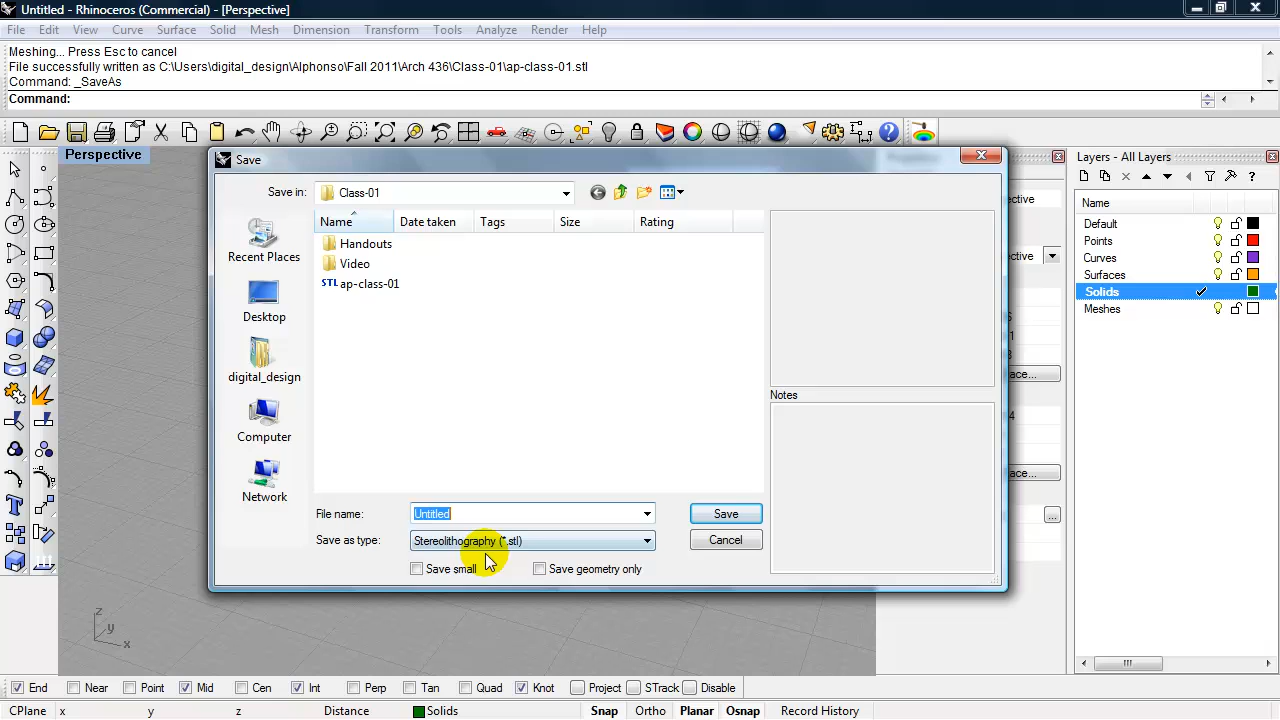 Untitled - Rhinoceros (Commercial) - [Perspective]
File Edit View Curve Surface Solid Mesh Dimension Transform Tools Analyze Render Help
Meshing... Press Esc to cancel
File successfully written as C:\Users\digital_design\Alphonso\Fall 2011\Arch 436\Class-01\ap-class-01.stl
Command: _SaveAs
Command:
Perspective
Save
Save in: Class-01
Name Date taken Tags Size Rating
Handouts
Video
STL ap-class-01
Recent Places
Desktop
digital_design
Computer
Network
Notes
File name: Untitled Save
Save as type: Stereolithography (*.stl) Cancel
Save small Save geometry only
ective
ective
ace...
ace...
...
Layers - All Layers
Name
Default
Points
Curves
Surfaces
Solids
Meshes
z
y
x
End Near Point Mid Cen Int Perp Tan Quad Knot Project STrack Disable
CPlane x y z Distance Solids Snap Ortho Planar Osnap Record History